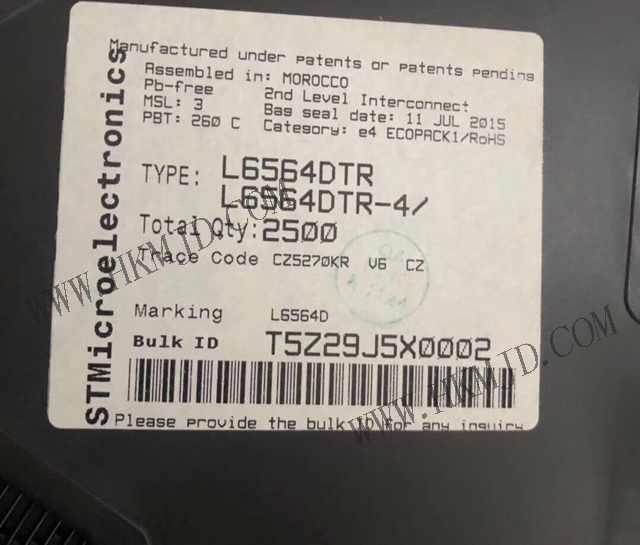 Manufactured under patents or patents pending
Assembled in: MOROCCO
Pb-free 2nd Level Interconnect
MSL: 3 Bag seal date: 11 JUL 2015
PBT: 260 C Category: e4 ECOPACK1/RoHS
TYPE: L6564DTR
L6564DTR-4/
Total Qty: 2500
Trace Code CZ5270KR V6 CZ
Marking L6564D
Bulk ID T5Z29J5X0002
Please provide the bulk ID for any inquiry
STMicroelectronics
WWW.HKMJD.COM
WWW.HKMJD.COM